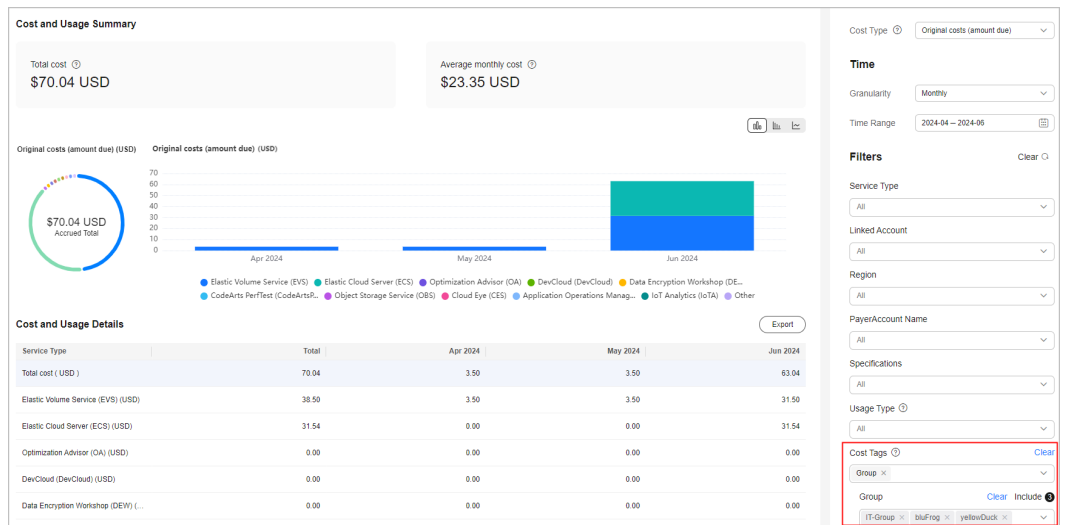 Cost and Usage Summary
Total cost
$70.04 USD
Average monthly cost
$23.35 USD
Original costs (amount due) (USD)
$70.04 USD
Accrued Total
Original costs (amount due) (USD)
70
60
50
40
30
20
10
0
Apr 2024 May 2024 Jun 2024
Elastic Volume Service (EVS) Elastic Cloud Server (ECS) Optimization Advisor (OA) DevCloud (DevCloud) Data Encryption Workshop (DE...
CodeArts PerfTest (CodeArtsP... Object Storage Service (OBS) Cloud Eye (CES) Application Operations Manag... IoT Analytics (IoTA) Other
Cost and Usage Details
Export
Service Type Total Apr 2024 May 2024 Jun 2024
Total cost ( USD ) 70.04 3.50 3.50 63.04
Elastic Volume Service (EVS) (USD) 38.50 3.50 3.50 31.50
Elastic Cloud Server (ECS) (USD) 31.54 0.00 0.00 31.54
Optimization Advisor (OA) (USD) 0.00 0.00 0.00 0.00
DevCloud (DevCloud) (USD) 0.00 0.00 0.00 0.00
Data Encryption Workshop (DEW) (... 0.00 0.00 0.00 0.00
Cost Type Original costs (amount due)
Time
Granularity Monthly
Time Range 2024-04 – 2024-06
Filters Clear
Service Type
All
Linked Account
All
Region
All
PayerAccount Name
All
Specifications
All
Usage Type
All
Cost Tags Clear
Group ×
Group Clear Include 3
IT-Group × bluFrog × yellowDuck ×